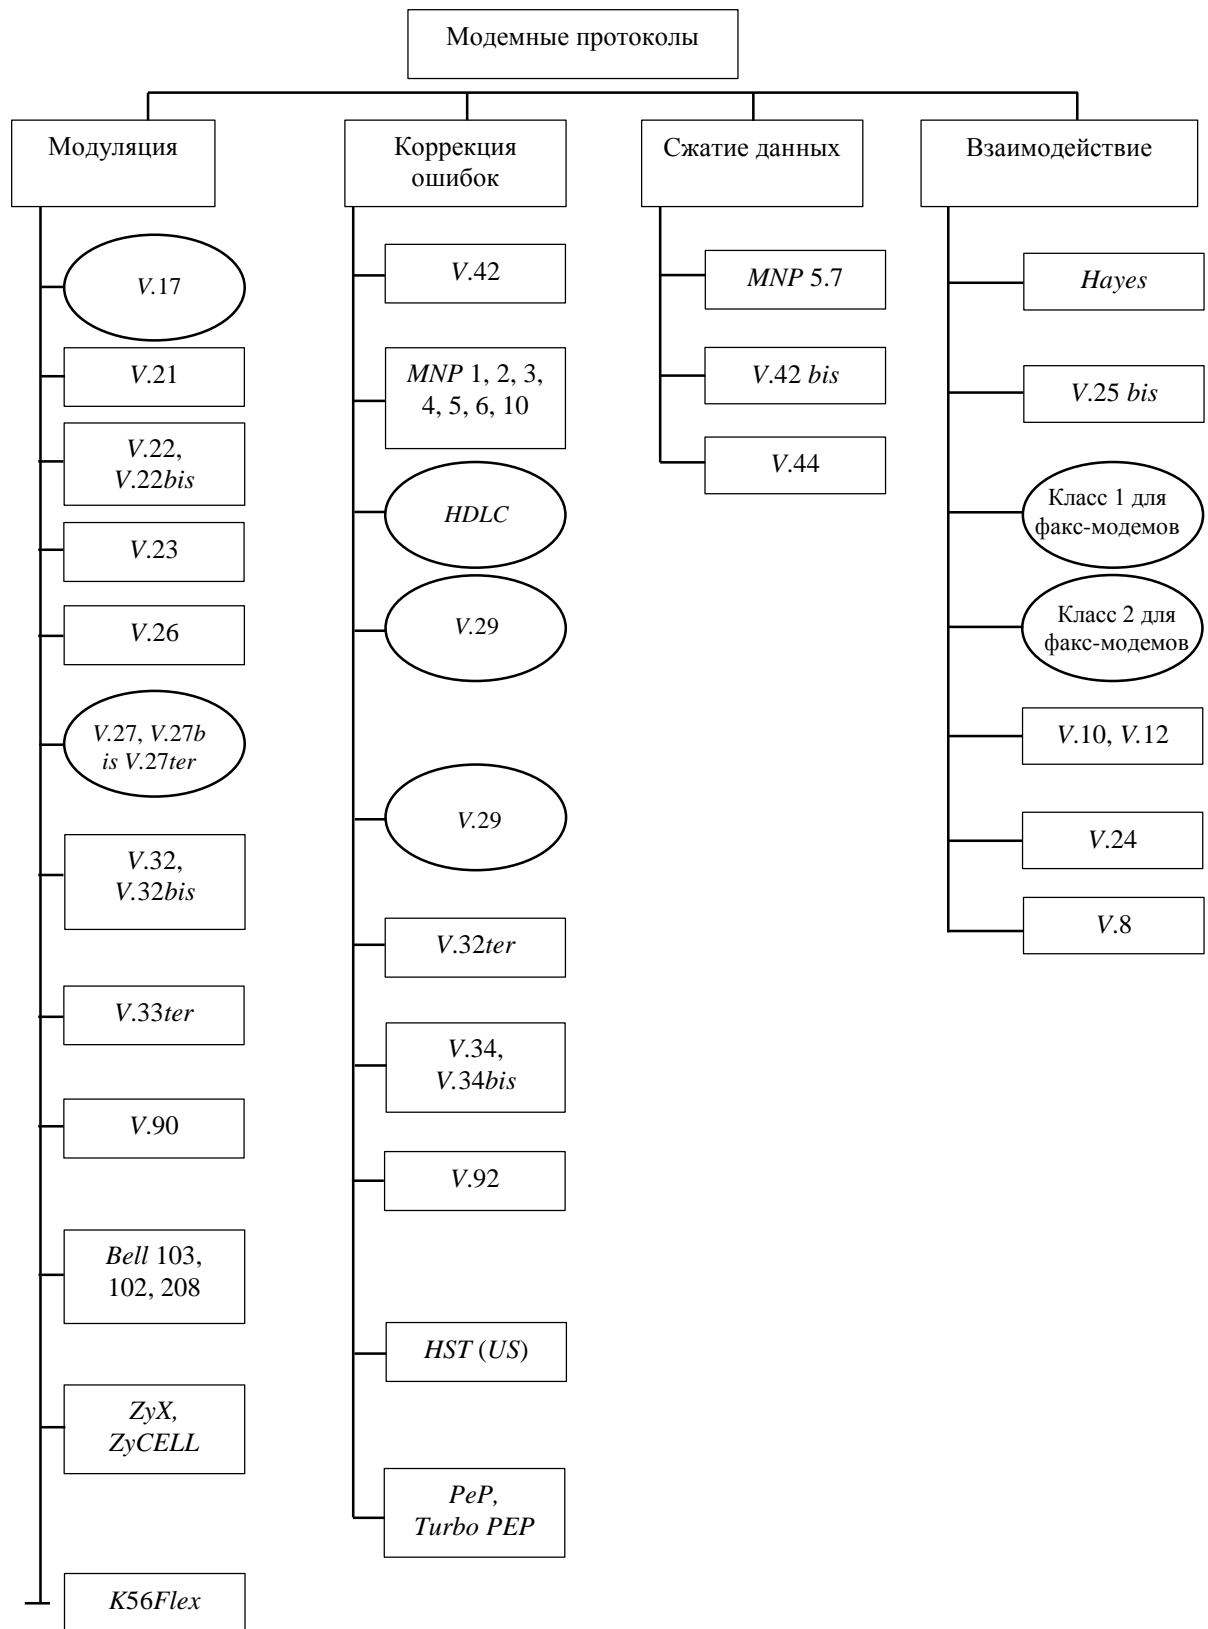 Модемные протоколы
Модуляция
V.17
V.21
V.22,
V.22bis
V.23
V.26
V.27, V.27b
is V.27ter
V.32,
V.32bis
V.33ter
V.90
Bell 103,
102, 208
ZyX,
ZyCELL
K56Flex
Коррекция
ошибок
V.42
MNP 1, 2, 3,
4, 5, 6, 10
HDLC
V.29
V.29
V.32ter
V.34,
V.34bis
V.92
HST (US)
PeP,
Turbo PEP
Сжатие данных
MNP 5.7
V.42 bis
V.44
Взаимодействие
Hayes
V.25 bis
Класс 1 для
факс-модемов
Класс 2 для
факс-модемов
V.10, V.12
V.24
V.8